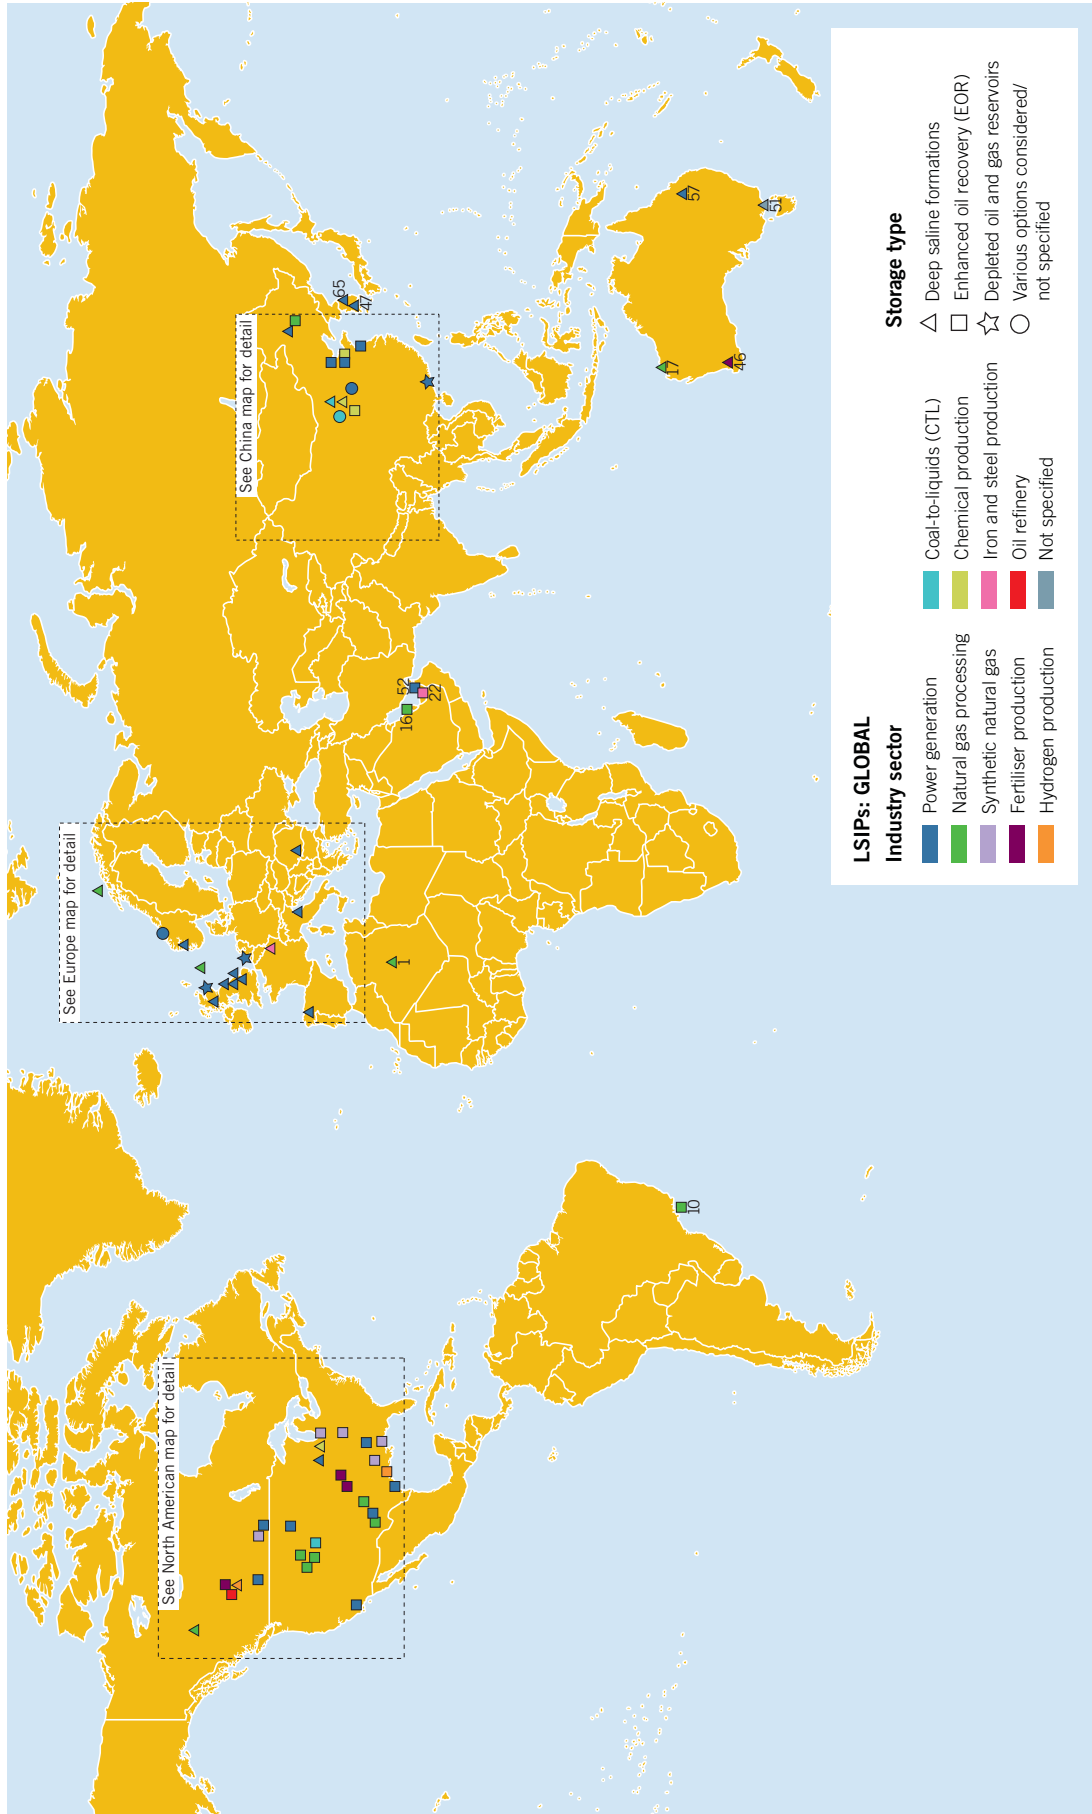 See North American map for detail
See Europe map for detail
See China map for detail
65
47
52
16
22
1
10
17
46
57
51
LSIPs: GLOBAL
Industry sector
Power generation
Natural gas processing
Synthetic natural gas
Fertiliser production
Hydrogen production
Coal-to-liquids (CTL)
Chemical production
Iron and steel production
Oil refinery
Not specified
Storage type
Deep saline formations
Enhanced oil recovery (EOR)
Depleted oil and gas reservoirs
Various options considered/
not specified